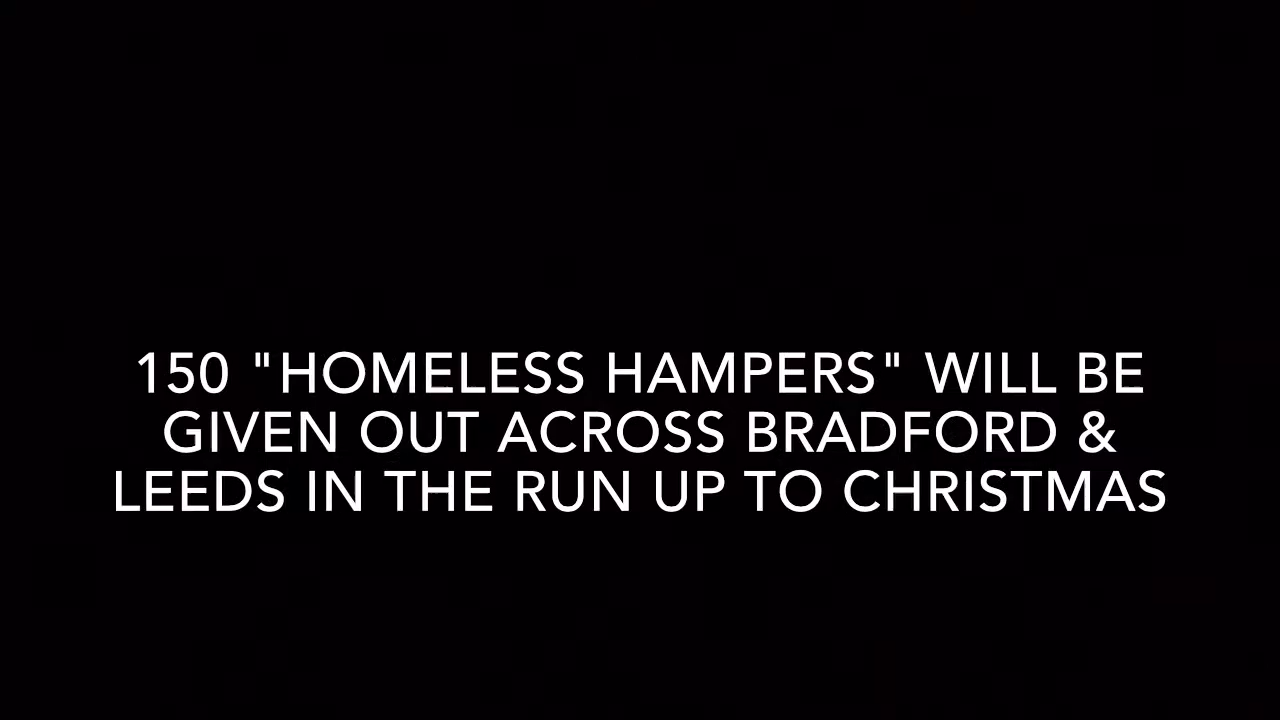 150 "HOMELESS HAMPERS" WILL BE
GIVEN OUT ACROSS BRADFORD &
LEEDS IN THE RUN UP TO CHRISTMAS